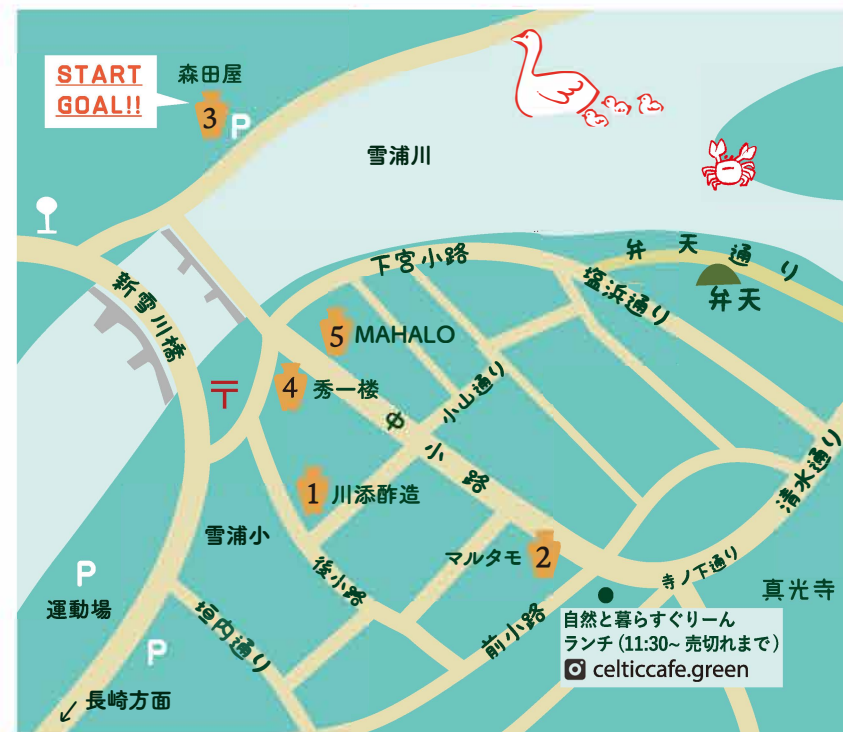 START
GOAL!!
森田屋
3
P
雪浦川
弁天通り
弁天
下宮小路
塩浜通り
新雪川橋
5 MAHALO
〒
4 秀一楼
小山通り
中小路
1 川添酢造
清水通り
雪浦小
マルタモ 2
後小路
寺ノ下通り
P
運動場
垣内通り
前小路
真光寺
自然と暮らすぐりーん
ランチ (11:30~ 売切れまで)
celticcafe.green
P
長崎方面
↙